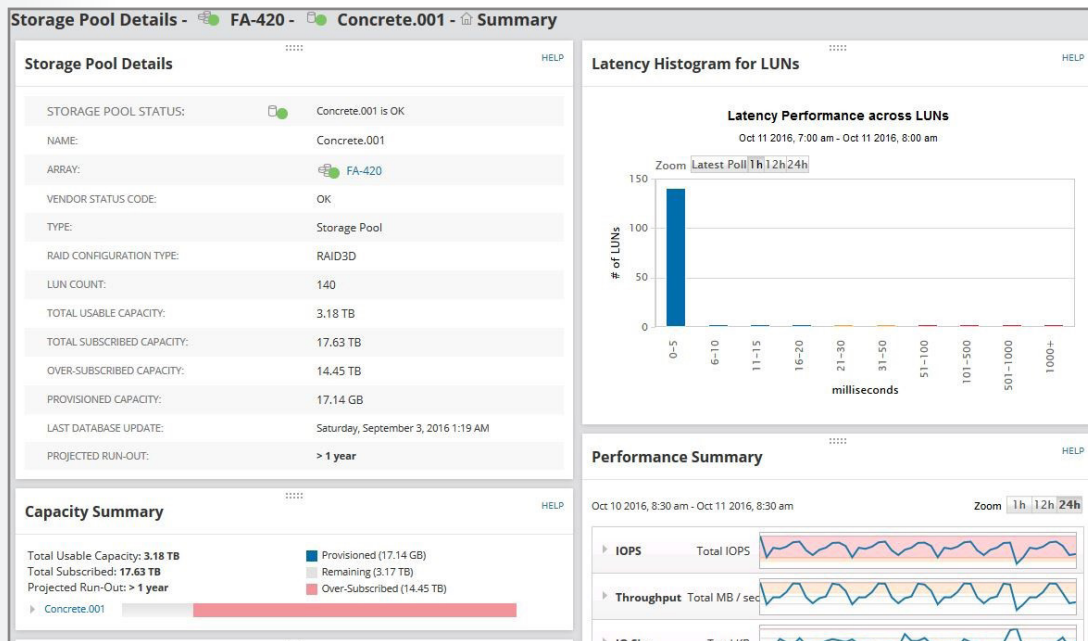 Storage Pool Details - FA-420 - Concrete.001 - Summary
Storage Pool Details
HELP
STORAGE POOL STATUS: Concrete.001 is OK
NAME: Concrete.001
ARRAY: FA-420
VENDOR STATUS CODE: OK
TYPE: Storage Pool
RAID CONFIGURATION TYPE: RAID3D
LUN COUNT: 140
TOTAL USABLE CAPACITY: 3.18 TB
TOTAL SUBSCRIBED CAPACITY: 17.63 TB
OVER-SUBSCRIBED CAPACITY: 14.45 TB
PROVISIONED CAPACITY: 17.14 GB
LAST DATABASE UPDATE: Saturday, September 3, 2016 1:19 AM
PROJECTED RUN-OUT: > 1 year
Capacity Summary
HELP
Total Usable Capacity: 3.18 TB
Total Subscribed: 17.63 TB
Projected Run-Out: > 1 year
Provisioned (17.14 GB)
Remaining (3.17 TB)
Over-Subscribed (14.45 TB)
Concrete.001
Latency Histogram for LUNs
HELP
Latency Performance across LUNs
Oct 11 2016, 7:00 am - Oct 11 2016, 8:00 am
Zoom Latest Poll 1h 12h 24h
150
100
50
0
# of LUNs
0-5 6-10 11-15 16-20 21-30 31-50 51-100 101-500 501-1000 1000+
milliseconds
Performance Summary
HELP
Oct 10 2016, 8:30 am - Oct 11 2016, 8:30 am
Zoom 1h 12h 24h
IOPS Total IOPS
Throughput Total MB / sec